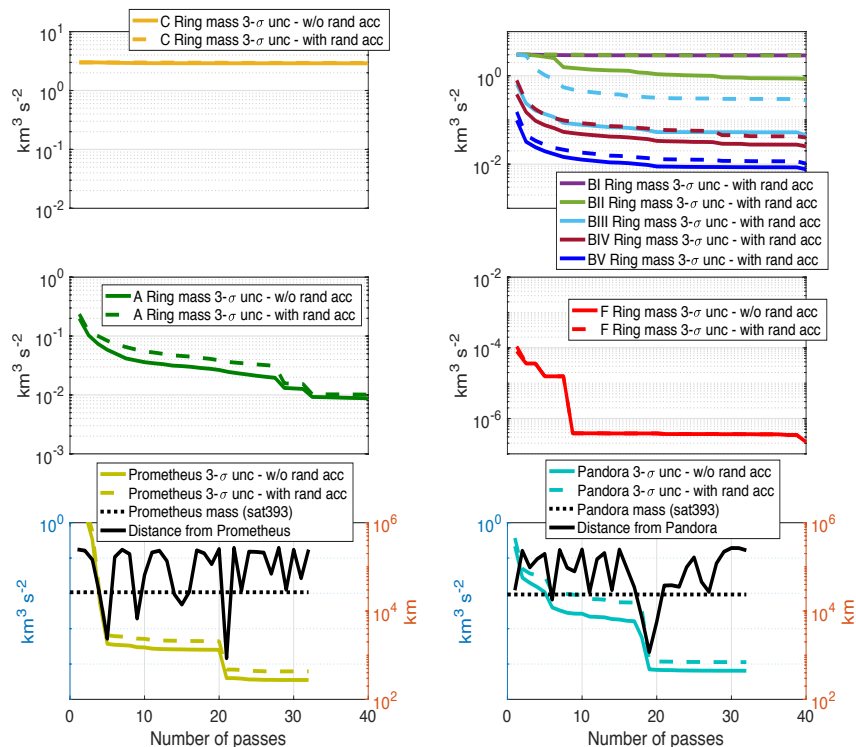 C Ring mass 3-σ unc - w/o rand acc
C Ring mass 3-σ unc - with rand acc
10^1
10^0
10^-1
10^-2
km^3 s^-2
10^0
10^-2
km^3 s^-2
BI Ring mass 3-σ unc - with rand acc
BII Ring mass 3-σ unc - with rand acc
BIII Ring mass 3-σ unc - with rand acc
BIV Ring mass 3-σ unc - with rand acc
BV Ring mass 3-σ unc - with rand acc
A Ring mass 3-σ unc - w/o rand acc
A Ring mass 3-σ unc - with rand acc
10^0
10^-1
10^-2
10^-3
km^3 s^-2
0
10
20
30
40
F Ring mass 3-σ unc - w/o rand acc
F Ring mass 3-σ unc - with rand acc
10^-2
10^-4
10^-6
km^3 s^-2
0
10
20
30
40
Prometheus 3-σ unc - w/o rand acc
Prometheus 3-σ unc - with rand acc
Prometheus mass (sat393)
Distance from Prometheus
10^0
km^3 s^-2
10^6
10^4
10^2
km
0
10
20
30
40
Number of passes
Pandora 3-σ unc - w/o rand acc
Pandora 3-σ unc - with rand acc
Pandora mass (sat393)
Distance from Pandora
10^0
km^3 s^-2
10^6
10^4
10^2
km
0
10
20
30
40
Number of passes